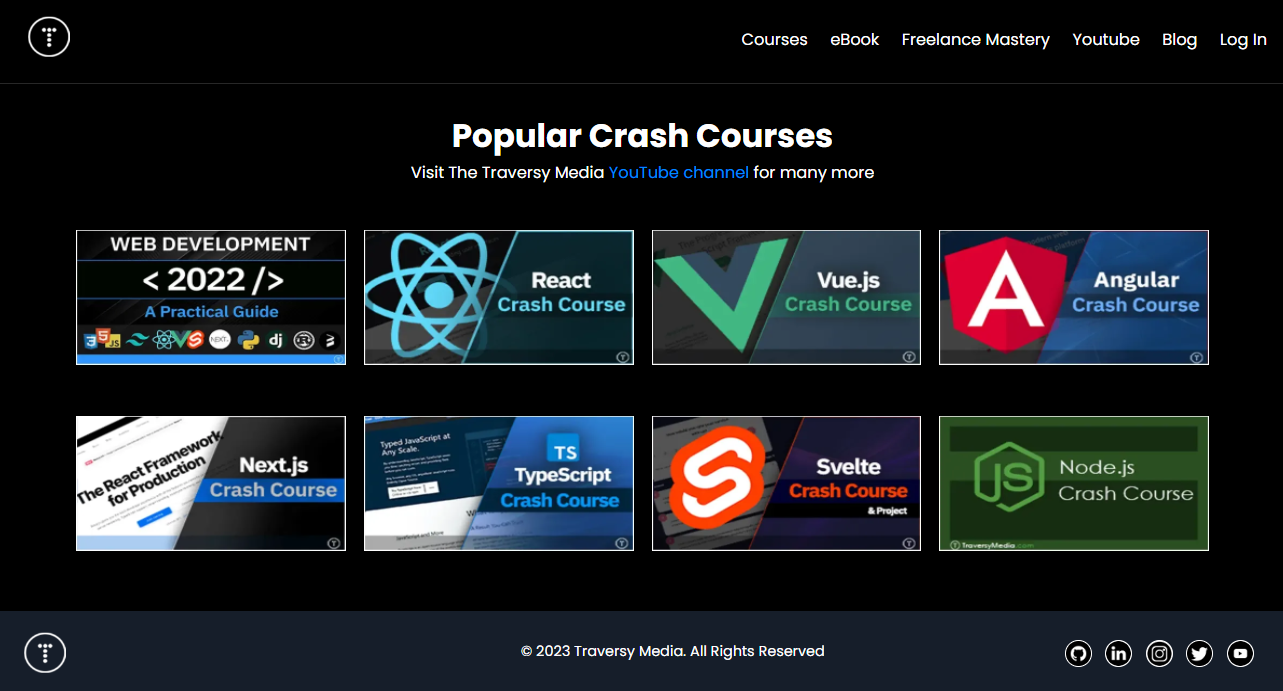 Courses eBook Freelance Mastery Youtube Blog Log In
Popular Crash Courses
Visit The Traversy Media YouTube channel for many more
WEB DEVELOPMENT
< 2022 />
A Practical Guide
React
Crash Course
Vue.js
Crash Course
Angular
Crash Course
The React Framework
for Production
Next.js
Crash Course
Typed JavaScript at
Any Scale.
TS
TypeScript
Crash Course
Svelte
Crash Course
& Project
JS
Node.js
Crash Course
TraversyMedia.com
© 2023 Traversy Media. All Rights Reserved